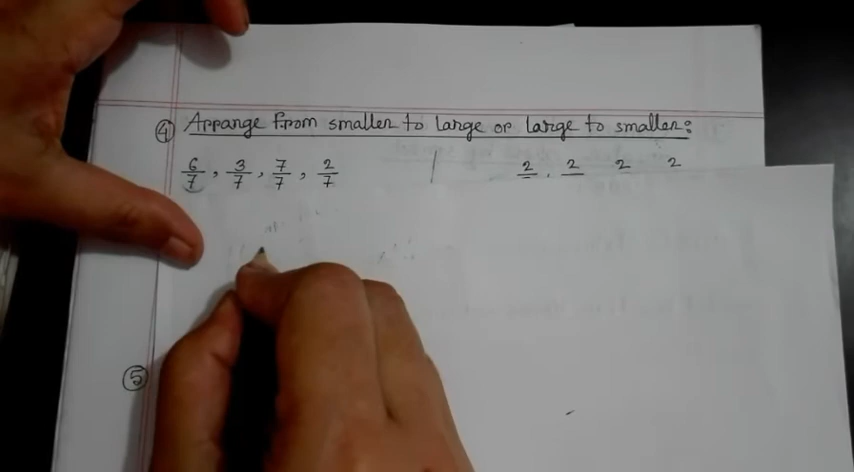 ④ Arrange from smaller to large or large to smaller:
6/7, 3/7, 7/7, 2/7 | 2, 2 2 2
⑤